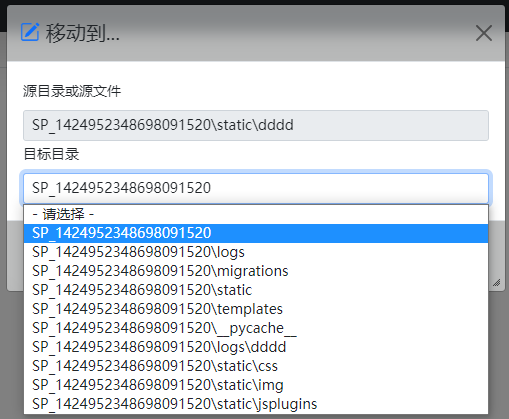 移动到...
源目录或源文件
SP_1424952348698091520\static\dddd
目标目录
SP_1424952348698091520
- 请选择 -
SP_1424952348698091520
SP_1424952348698091520\logs
SP_1424952348698091520\migrations
SP_1424952348698091520\static
SP_1424952348698091520\templates
SP_1424952348698091520\__pycache__
SP_1424952348698091520\logs\dddd
SP_1424952348698091520\static\css
SP_1424952348698091520\static\img
SP_1424952348698091520\static\jsplugins